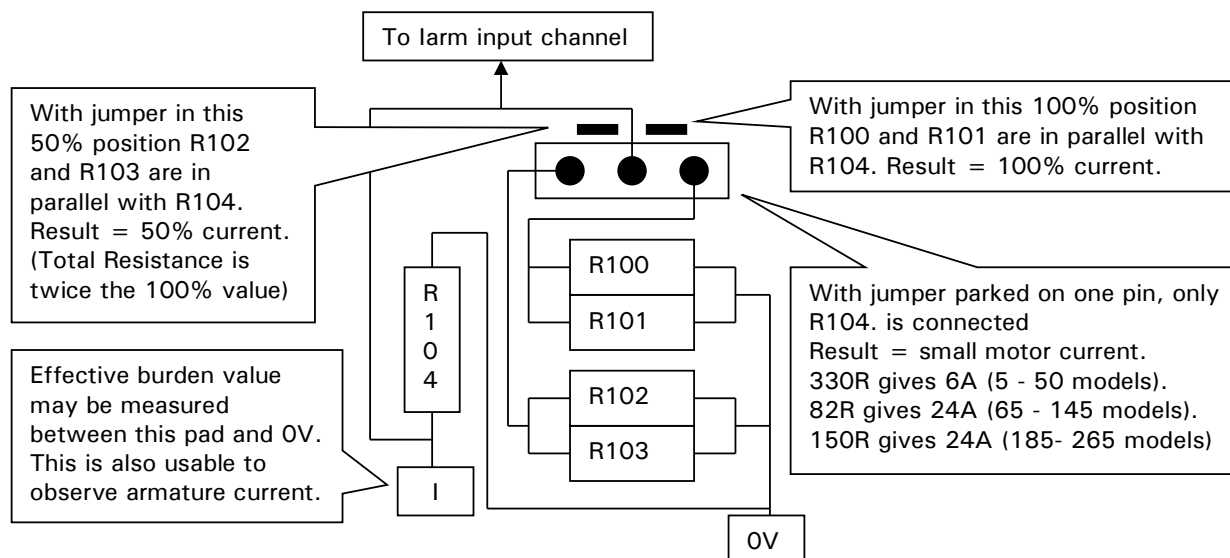 To Iarm input channel
With jumper in this
50% position R102
and R103 are in
parallel with R104.
Result = 50% current.
(Total Resistance is
twice the 100% value)
With jumper in this 100% position
R100 and R101 are in parallel with
R104. Result = 100% current.
R100
R101
R102
R103
R
1
0
4
With jumper parked on one pin, only
R104. is connected
Result = small motor current.
330R gives 6A (5 - 50 models).
82R gives 24A (65 - 145 models).
150R gives 24A (185- 265 models)
Effective burden value
may be measured
between this pad and 0V.
This is also usable to
observe armature current.
I
0V